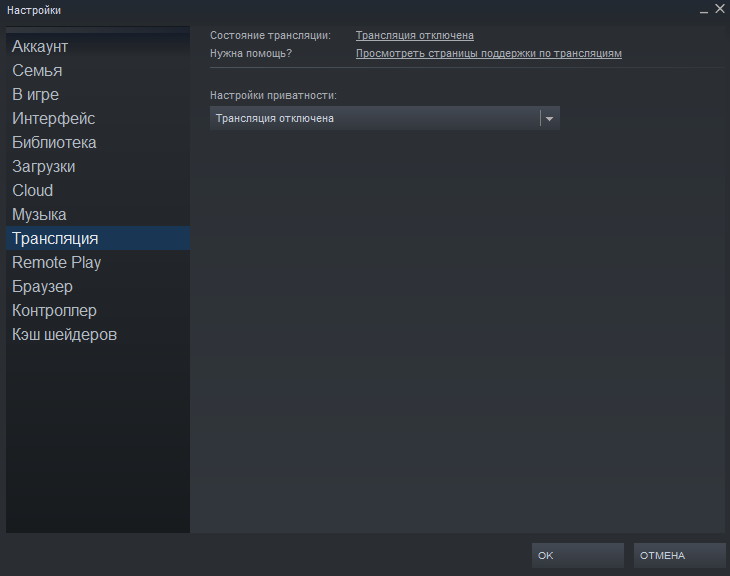 Настройки
Аккаунт
Семья
В игре
Интерфейс
Библиотека
Загрузки
Cloud
Музыка
Трансляция
Remote Play
Браузер
Контроллер
Кэш шейдеров
Состояние трансляции: Трансляция отключена
Нужна помощь? Просмотреть страницы поддержки по трансляциям
Настройки приватности:
Трансляция отключена
OK ОТМЕНА